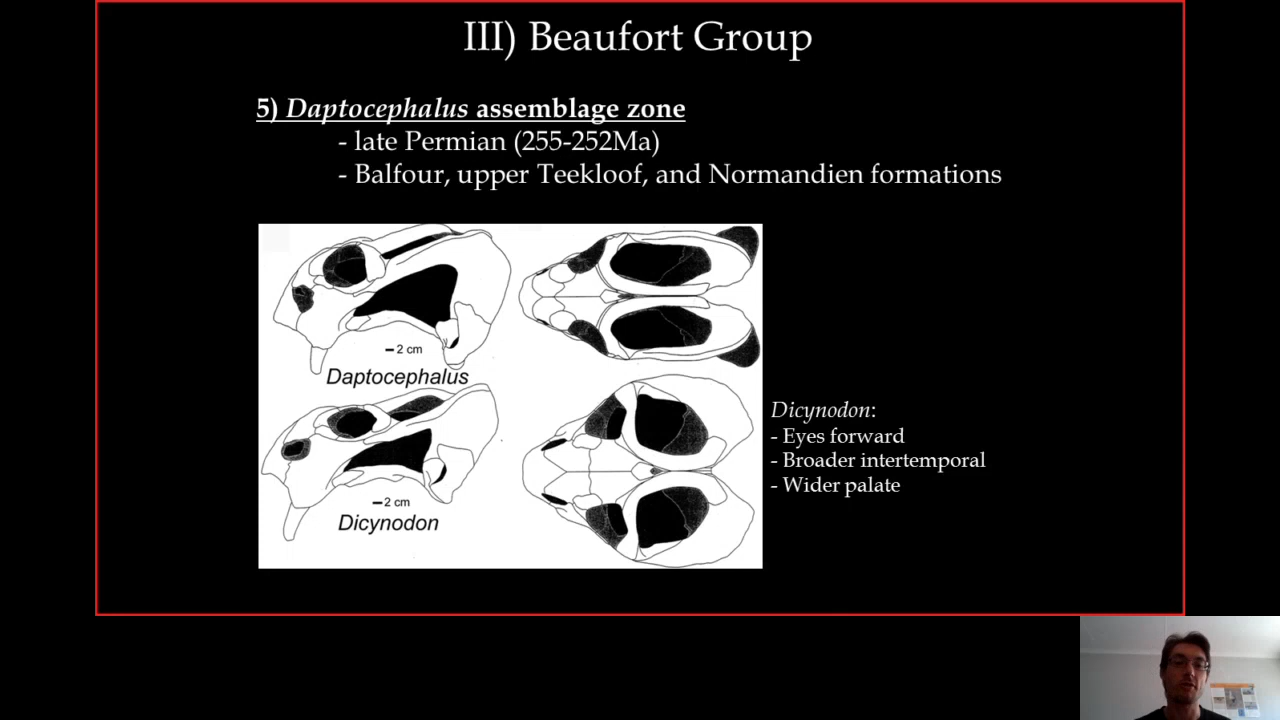 III) Beaufort Group
5) Daptocephalus assemblage zone
- late Permian (255-252Ma)
- Balfour, upper Teekloof, and Normandien formations
2 cm
Daptocephalus
2 cm
Dicynodon
Dicynodon:
- Eyes forward
- Broader intertemporal
- Wider palate